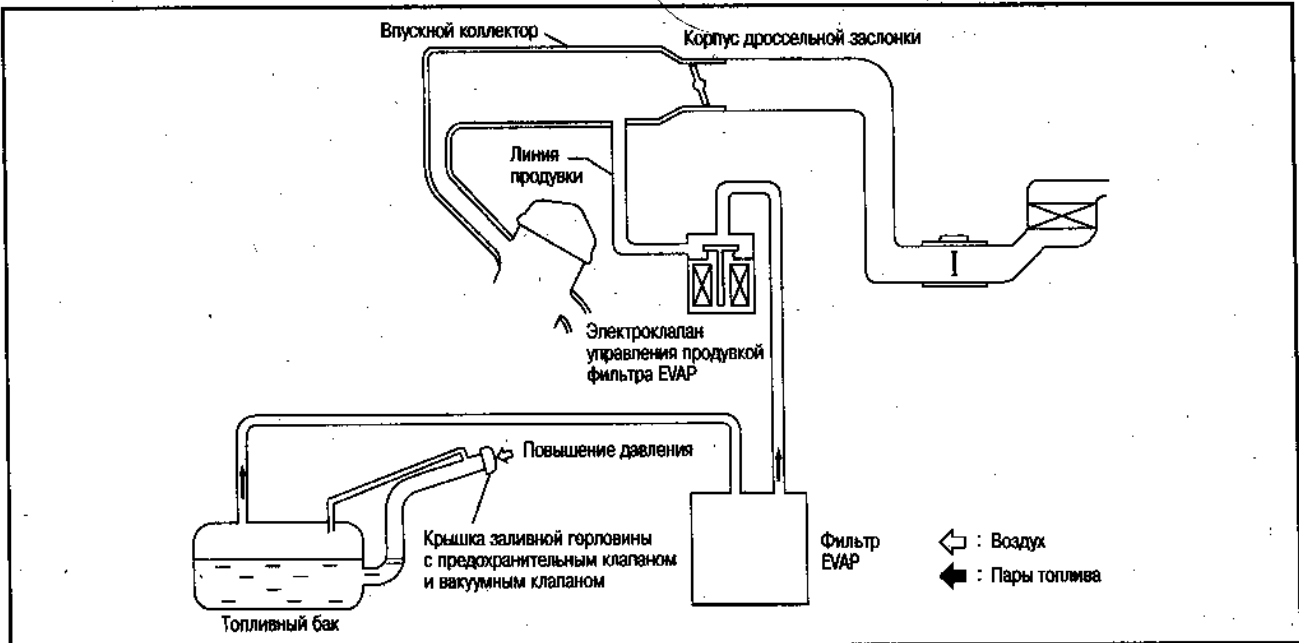 Впускной коллектор
Корпус дроссельной заслонки
Линия
продувки
Электроклапан
управления продувкой
фильтра EVAP
Повышение давления
Крышка заливной горловины
с предохранительным клапаном
и вакуумным клапаном
Топливный бак
Фильтр
EVAP
: Воздух
: Пары топлива